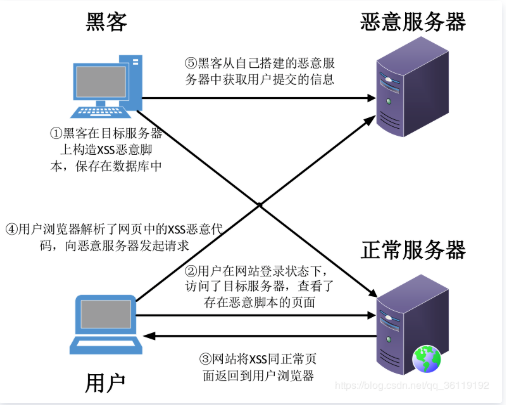 黑客
恶意服务器
⑤黑客从自己搭建的恶意服
务器中获取用户提交的信息
①黑客在目标服务器
上构造XSS恶意脚
本，保存在数据库中
④用户浏览器解析了网页中的XSS恶意代
码，向恶意服务器发起请求
正常服务器
②用户在网站登录状态下，
访问了目标服务器，查看了
存在恶意脚本的页面
③网站将XSS同正常页
面返回到用户浏览器
用户
https://blog.csdn.net/qq_36119192